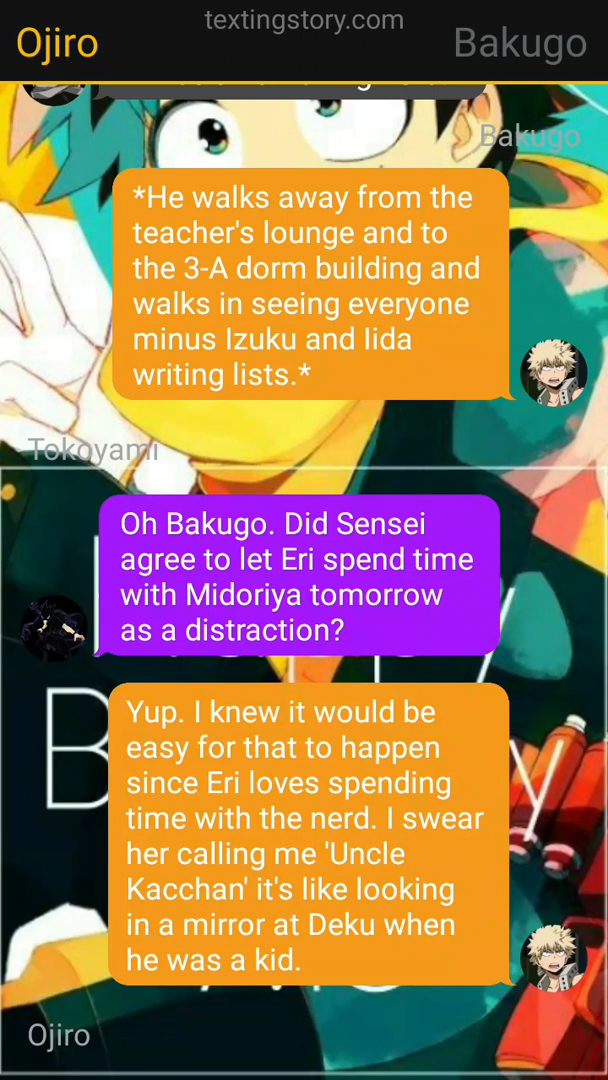 textingstory.com
Ojiro
Bakugo
Bakugo
*He walks away from the
teacher's lounge and to
the 3-A dorm building and
walks in seeing everyone
minus Izuku and Iida
writing lists.*
Tokoyami
Oh Bakugo. Did Sensei
agree to let Eri spend time
with Midoriya tomorrow
as a distraction?
Yup. I knew it would be
easy for that to happen
since Eri loves spending
time with the nerd. I swear
her calling me 'Uncle
Kacchan' it's like looking
in a mirror at Deku when
he was a kid.
Ojiro